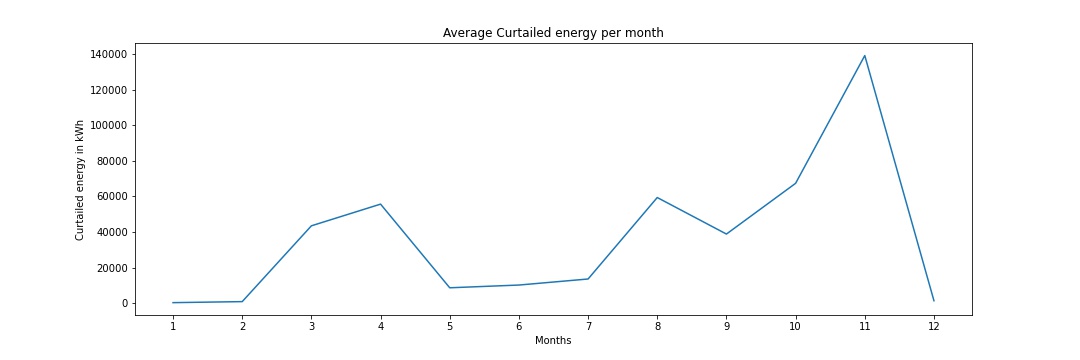 Average Curtailed energy per month
Curtailed energy in kWh
140000
120000
100000
80000
60000
40000
20000
0
1 2 3 4 5 6 7 8 9 10 11 12
Months